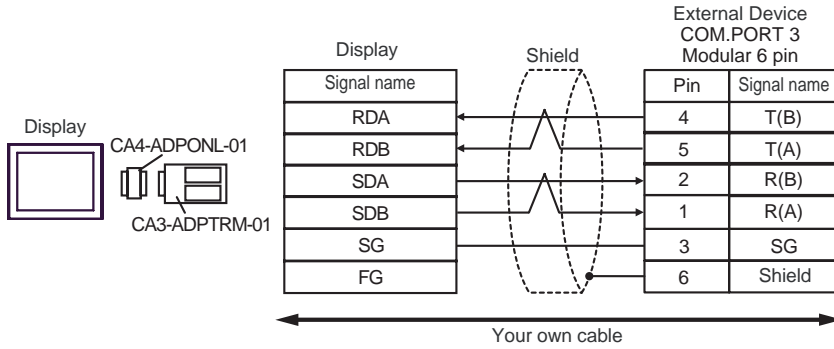 External Device
COM.PORT 3
Modular 6 pin
Display
Shield
Signal name
Pin Signal name
RDA 4 T(B)
RDB 5 T(A)
SDA 2 R(B)
SDB 1 R(A)
SG 3 SG
FG 6 Shield
Display
CA4-ADPONL-01
CA3-ADPTRM-01
Your own cable